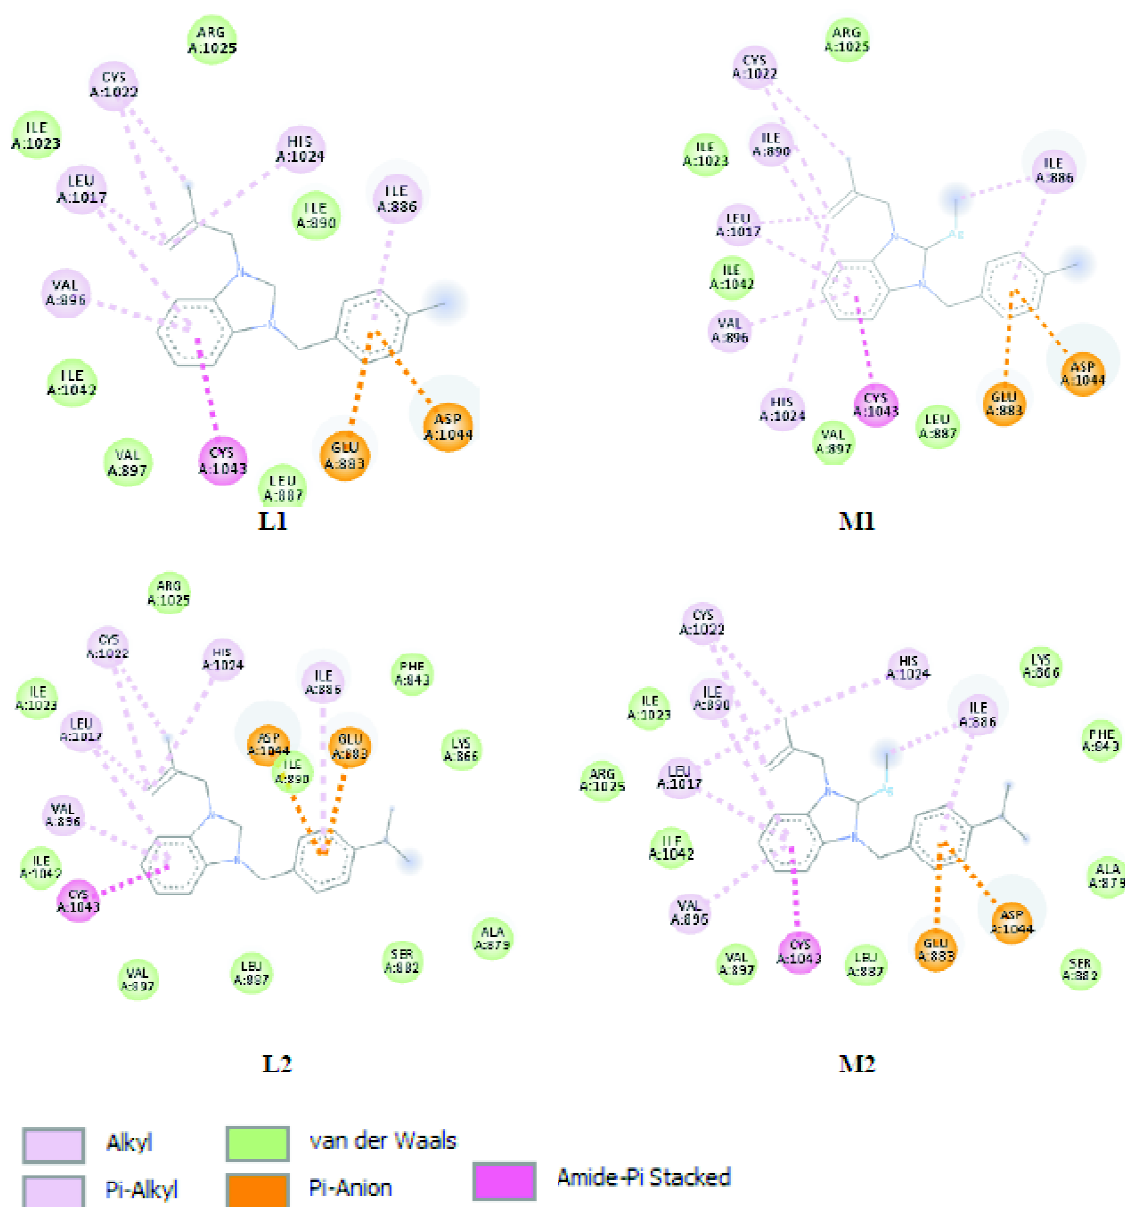 ARG
A:1025
CYS
A:1022
ILE
A:1023
HIS
A:1024
LEU
A:1017
ILE
A:886
ILE
A:890
VAL
A:896
N
N
ILE
A:1042
VAL
A:897
CYS
A:1043
LEU
A:887
GLU
A:883
ASP
A:1044
L1
ARG
A:1025
CYS
A:1022
ILE
A:890
ILE
A:1023
ILE
A:886
LEU
A:1017
N
Ag
N
ILE
A:1042
VAL
A:896
HIS
A:1024
CYS
A:1043
VAL
A:897
LEU
A:887
GLU
A:883
ASP
A:1044
M1
ARG
A:1025
CYS
A:1022
HIS
A:1024
ILE
A:886
PHE
A:843
ILE
A:1023
LEU
A:1017
ASP
A:1044
ILE
A:890
GLU
A:883
LYS
A:866
VAL
A:896
N
N
ILE
A:1042
CYS
A:1043
VAL
A:897
LEU
A:887
SER
A:882
ALA
A:879
L2
CYS
A:1022
HIS
A:1024
LYS
A:866
ILE
A:1023
ILE
A:890
ILE
A:886
PHE
A:843
ARG
A:1025
LEU
A:1017
N
Ag
N
ILE
A:1042
VAL
A:896
VAL
A:897
CYS
A:1043
LEU
A:887
GLU
A:883
ASP
A:1044
ALA
A:879
SER
A:882
M2
Alkyl
van der Waals
Pi-Alkyl
Pi-Anion
Amide-Pi Stacked